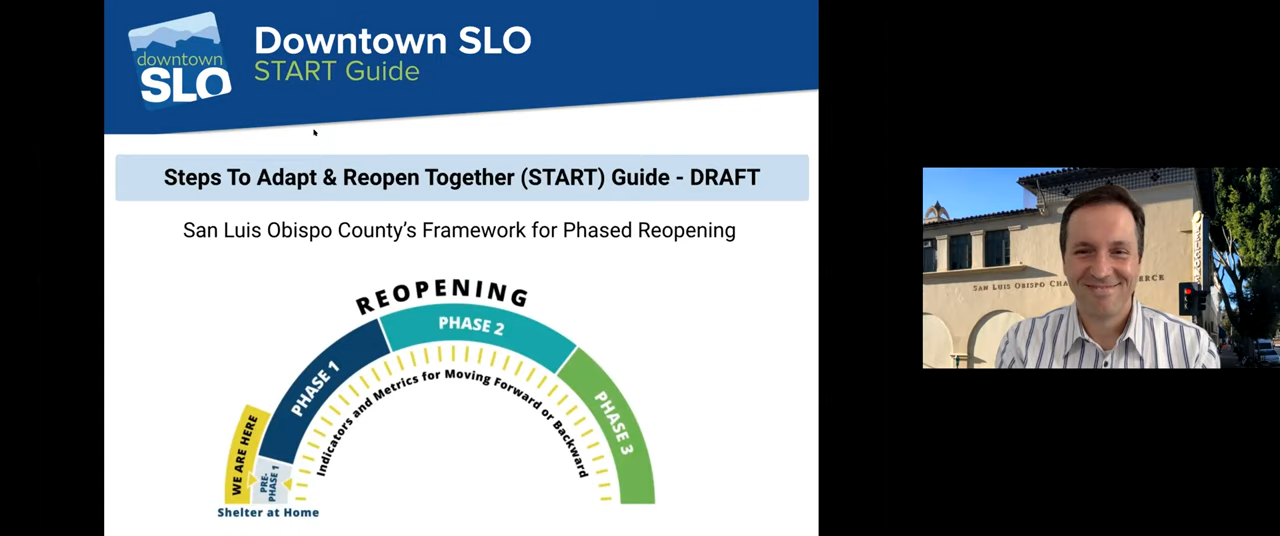 downtown
SLO
Downtown SLO
START Guide
Steps To Adapt & Reopen Together (START) Guide - DRAFT
San Luis Obispo County's Framework for Phased Reopening
REOPENING
PHASE 1
PHASE 2
PHASE 3
Indicators and Metrics for Moving Forward or Backward
WE ARE HERE
PRE-
PHASE 1
Shelter at Home
SAN LUIS OBISPO CHA
ERCE